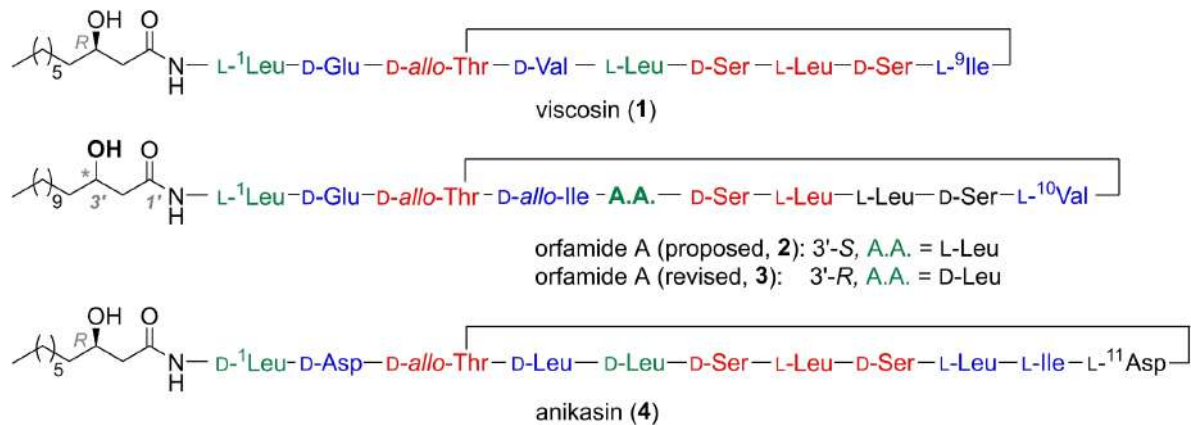 OH O
R
( )5 N H L-¹Leu D-Glu D-allo-Thr D-Val L-Leu D-Ser L-Leu D-Ser L-⁹Ile
viscosin (1)
OH O
*
( )9 3' 1' N H L-¹Leu D-Glu D-allo-Thr D-allo-Ile A.A. D-Ser L-Leu L-Leu D-Ser L-¹⁰Val
orfamide A (proposed, 2): 3'-S, A.A. = L-Leu
orfamide A (revised, 3): 3'-R, A.A. = D-Leu
OH O
R
( )5 N H D-¹Leu D-Asp D-allo-Thr D-Leu D-Leu D-Ser L-Leu D-Ser L-Leu L-Ile L-¹¹Asp
anikasin (4)